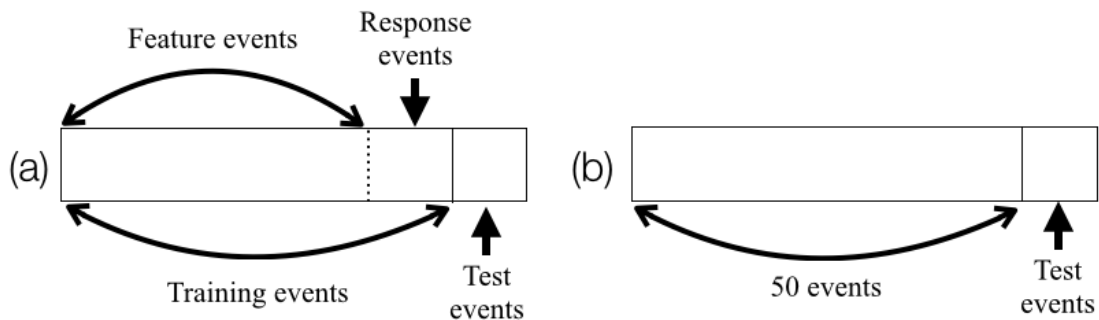 Feature events
Response
events
(a)
Training events
Test
events
(b)
50 events
Test
events